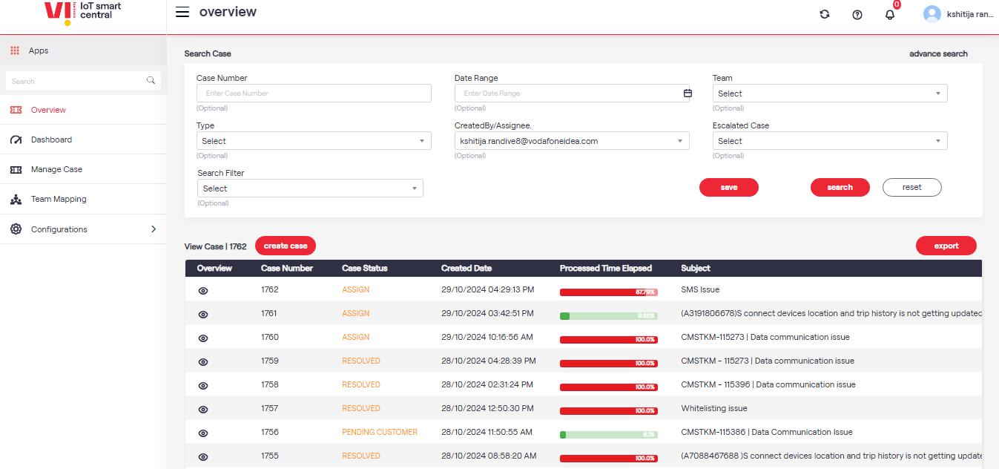 VI! IoT smart central
overview
0
kshitija ran...
Apps
Search
Overview
Dashboard
Manage Case
Team Mapping
Configurations
Search Case
advance search
Case Number
Date Range
Team
Enter Case Number
Enter Date Range
Select
(Optional)
(Optional)
(Optional)
Type
CreatedBy/Assignee.
Escalated Case
Select
kshitija.randive8@vodafoneidea.com
Select
(Optional)
(Optional)
(Optional)
Search Filter
Select
(Optional)
save
search
reset
View Case | 1762
create case
export
Overview Case Number Case Status Created Date Processed Time Elapsed Subject
1762 ASSIGN 29/10/2024 04:29:13 PM 87.79% SMS Issue
1761 ASSIGN 29/10/2024 03:42:51 PM 9.56% (A3191806678)S connect devices location and trip history is not getting updated
1760 ASSIGN 29/10/2024 10:16:56 AM 100.0% CMSTKM-115273 | Data communication issue
1759 RESOLVED 28/10/2024 04:28:39 PM 100.0% CMSTKM - 115273 | Data communication issue
1758 RESOLVED 28/10/2024 02:31:24 PM 100.0% CMSTKM - 115396 | Data communication issue
1757 RESOLVED 28/10/2024 12:50:30 PM 100.0% Whitelisting issue
1756 PENDING CUSTOMER 28/10/2024 11:50:55 AM CMSTKM-115386 | Data Communication Issue
1755 RESOLVED 28/10/2024 08:58:20 AM 100.0% (A7088467688 )S connect devices location and trip history is not getting update